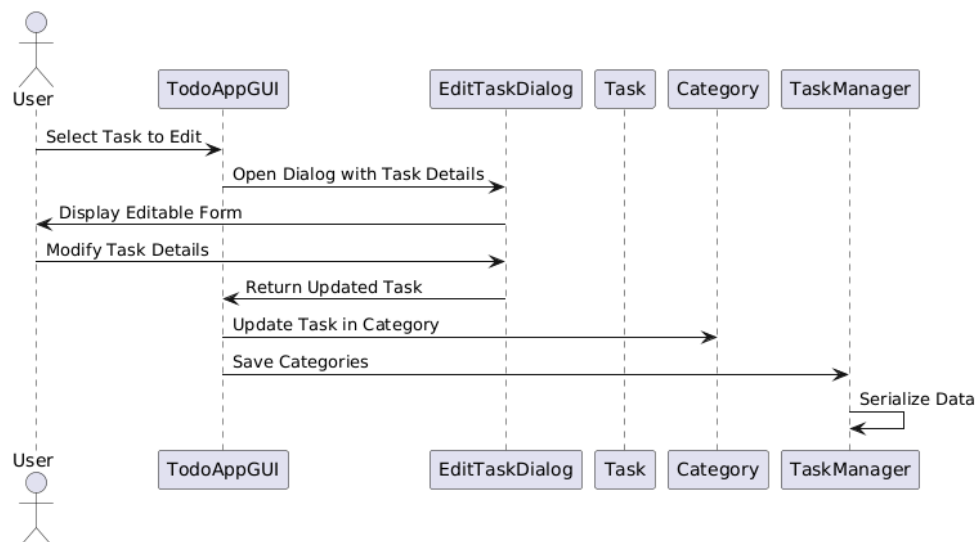 User
TodoAppGUI
EditTaskDialog
Task
Category
TaskManager
Select Task to Edit
Open Dialog with Task Details
Display Editable Form
Modify Task Details
Return Updated Task
Update Task in Category
Save Categories
Serialize Data
User
TodoAppGUI
EditTaskDialog
Task
Category
TaskManager